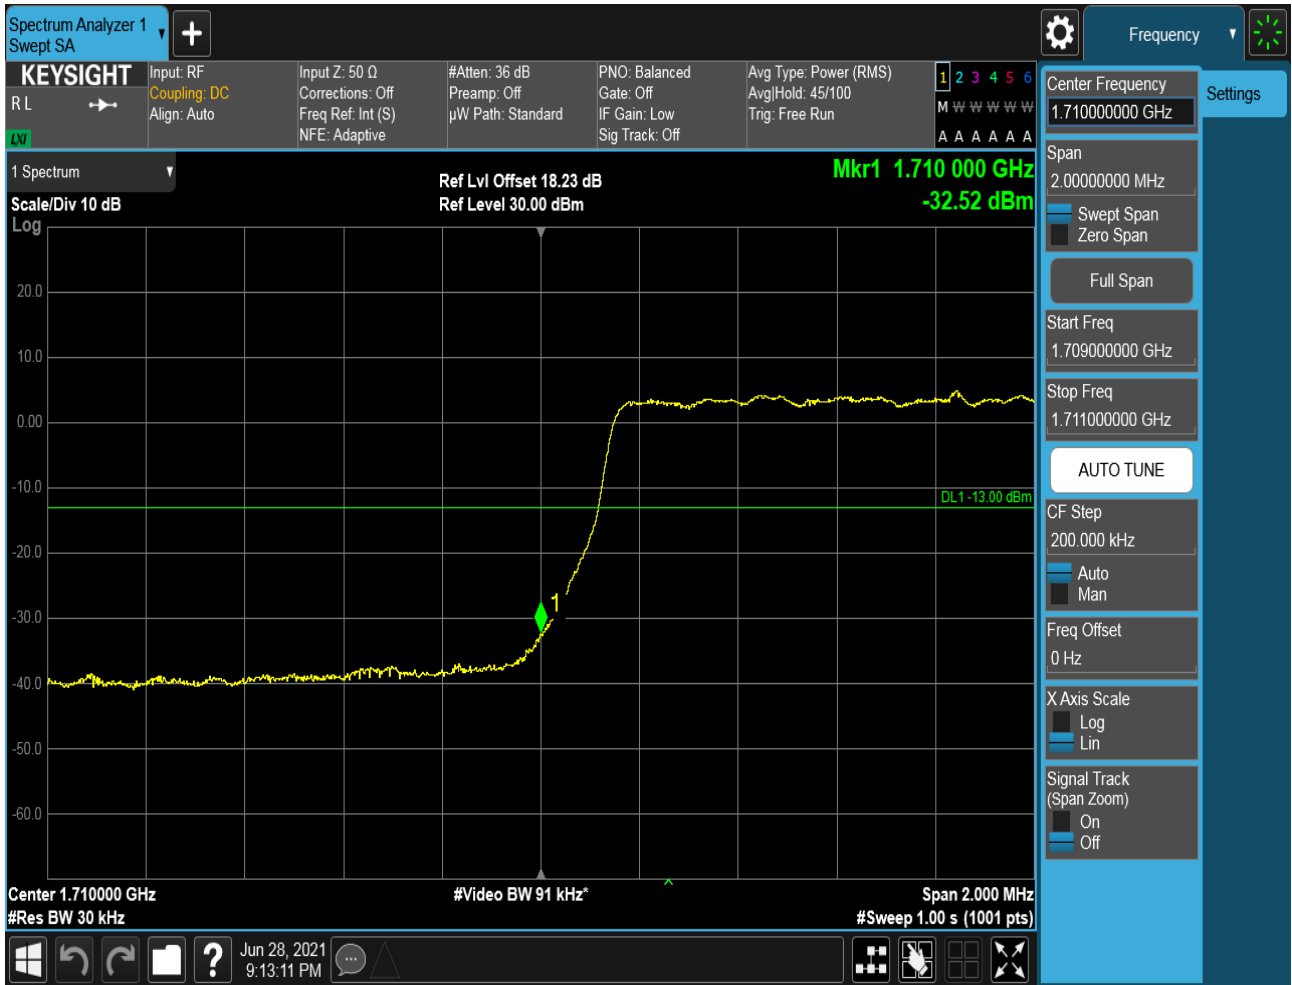 Spectrum Analyzer 1
Swept SA
Frequency
KEYSIGHT
R L
LXI
Input: RF
Coupling: DC
Align: Auto
Input Z: 50 Ω
Corrections: Off
Freq Ref: Int (S)
NFE: Adaptive
#Atten: 36 dB
Preamp: Off
µW Path: Standard
PNO: Balanced
Gate: Off
IF Gain: Low
Sig Track: Off
Avg Type: Power (RMS)
Avg|Hold: 45/100
Trig: Free Run
1 2 3 4 5 6
M W W W W W
A A A A A A
1 Spectrum
Scale/Div 10 dB
Log
Ref Lvl Offset 18.23 dB
Ref Level 30.00 dBm
Mkr1 1.710 000 GHz
-32.52 dBm
20.0
10.0
0.00
-10.0
-20.0
-30.0
-40.0
-50.0
-60.0
DL1 -13.00 dBm
1
Center 1.710000 GHz
#Res BW 30 kHz
#Video BW 91 kHz*
Span 2.000 MHz
#Sweep 1.00 s (1001 pts)
Jun 28, 2021
9:13:11 PM
Center Frequency
1.710000000 GHz
Settings
Span
2.00000000 MHz
Swept Span
Zero Span
Full Span
Start Freq
1.709000000 GHz
Stop Freq
1.711000000 GHz
AUTO TUNE
CF Step
200.000 kHz
Auto
Man
Freq Offset
0 Hz
X Axis Scale
Log
Lin
Signal Track
(Span Zoom)
On
Off